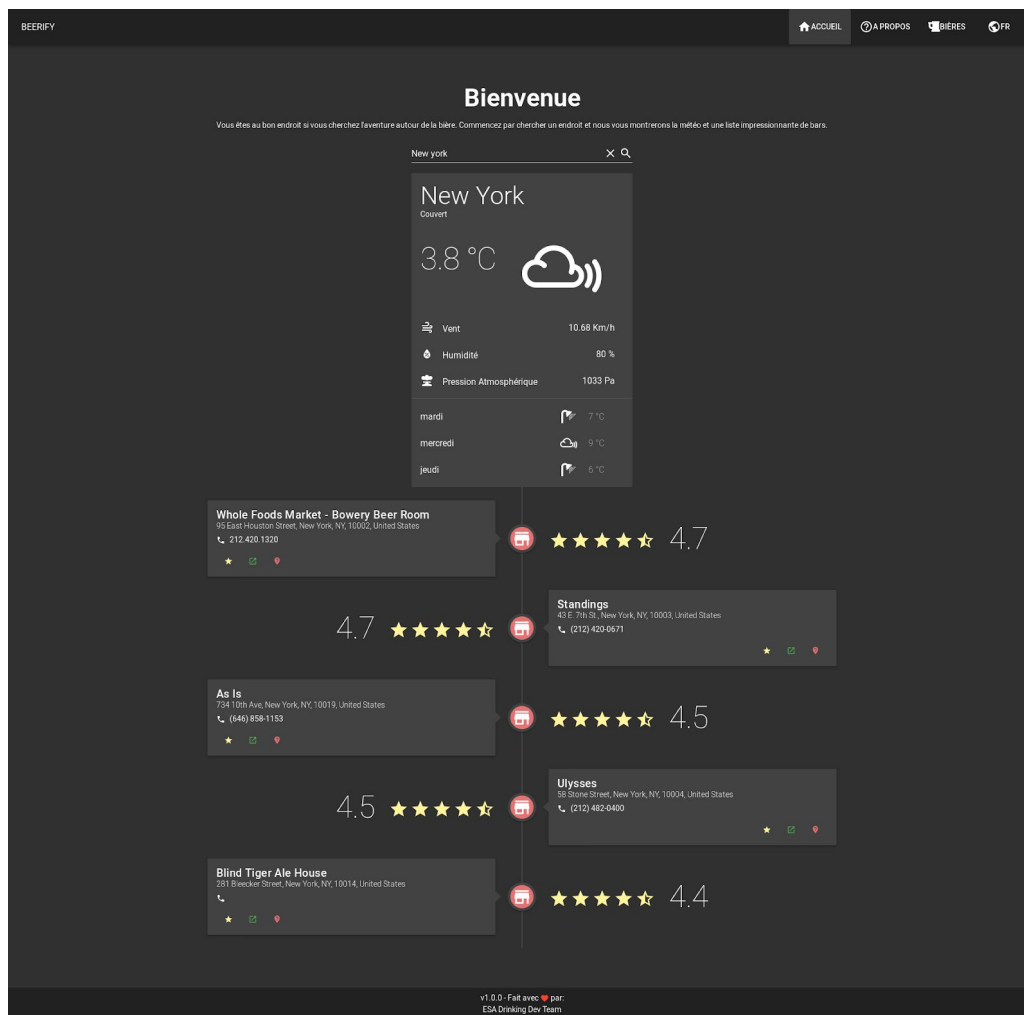 BEERIFY
ACCUEIL
A PROPOS
BIÈRES
FR
Bienvenue
Vous êtes au bon endroit si vous cherchez l'aventure autour de la bière. Commencez par chercher un endroit et nous vous montrerons la météo et une liste impressionnante de bars.
New york
New York
Couvert
3.8 °C
Vent 10.68 Km/h
Humidité 80 %
Pression Atmosphérique 1033 Pa
mardi 7 °C
mercredi 9 °C
jeudi 6 °C
Whole Foods Market - Bowery Beer Room
95 East Houston Street, New York, NY, 10002, United States
212.420.1320
4.7
Standings
43 E. 7th St., New York, NY, 10003, United States
(212) 420-0671
4.7
As Is
734 10th Ave, New York, NY, 10019, United States
(646) 858-1153
4.5
Ulysses
58 Stone Street, New York, NY, 10004, United States
(212) 482-0400
4.5
Blind Tiger Ale House
281 Bleecker Street, New York, NY, 10014, United States
4.4
v1.0.0 - Fait avec ❤ par:
ESA Drinking Dev Team